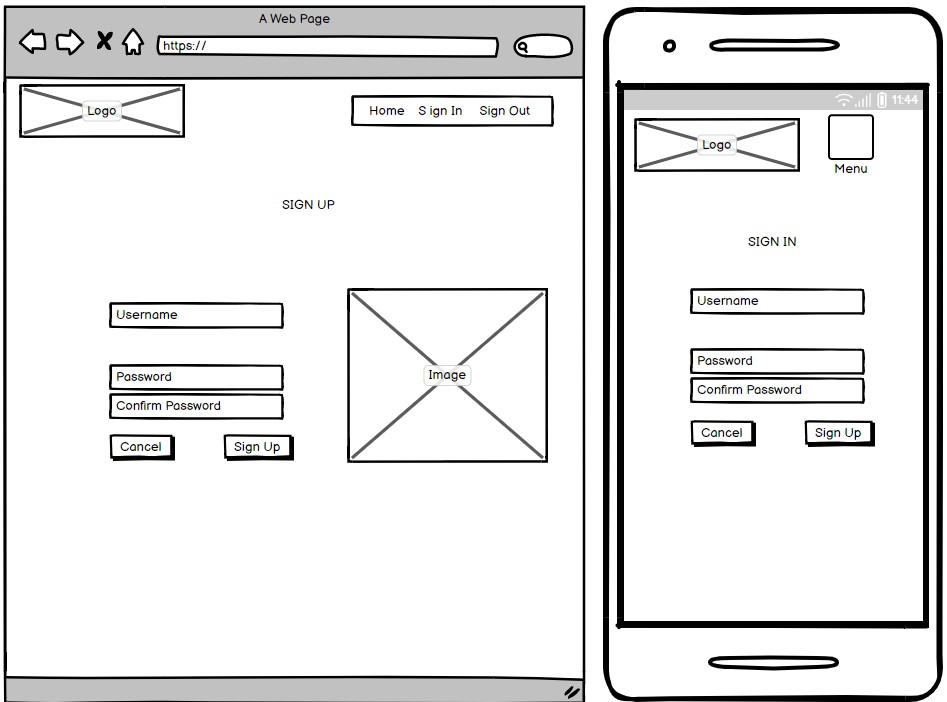 A Web Page
https://
Logo
Home S ign In Sign Out
SIGN UP
Username
Password
Confirm Password
Cancel Sign Up
Image
11:44
Logo
Menu
SIGN IN
Username
Password
Confirm Password
Cancel Sign Up